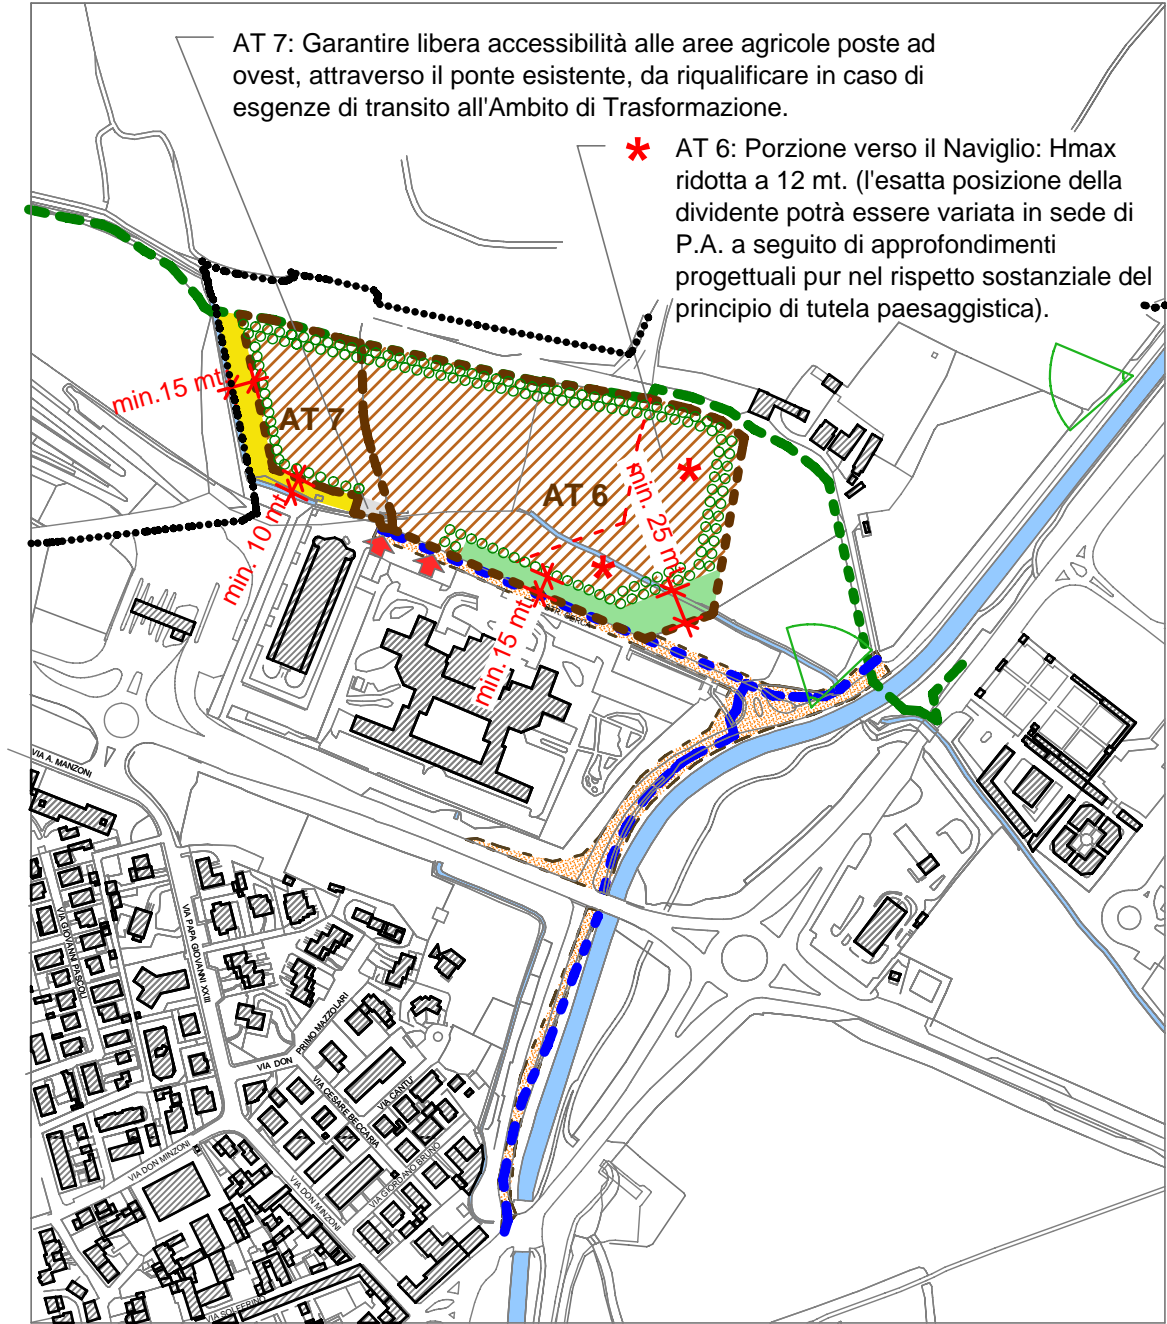 AT 7: Garantire libera accessibilità alle aree agricole poste ad
ovest, attraverso il ponte esistente, da riqualificare in caso di
esgenze di transito all'Ambito di Trasformazione.
* AT 6: Porzione verso il Naviglio: Hmax
ridotta a 12 mt. (l'esatta posizione della
dividente potrà essere variata in sede di
P.A. a seguito di approfondimenti
progettuali pur nel rispetto sostanziale del
principio di tutela paesaggistica).
min.15 mt
AT 7
AT 6
*
min. 25 mt
min. 10 mt
*
min.15 mt
STR. CERCA
VIA A. MANZONI
VIA GIOVANNI PASCOLI
VIA PAPA GIOVANNI XXIII
VIA DON PRIMO MAZZOLARI
VIA CESARE BECCARIA
VIA CANTU'
VIA GIORDANO BRUNO
VIA DON MINZONI
VIA DON MINZONI
VIA SOLFERINO